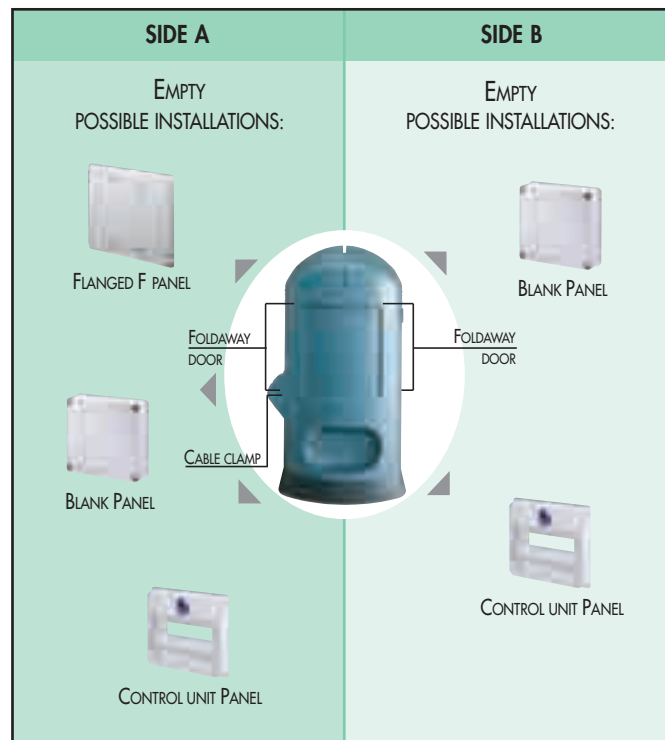 SIDE A
SIDE B
EMPTY
POSSIBLE INSTALLATIONS:
EMPTY
POSSIBLE INSTALLATIONS:
FLANGED F PANEL
BLANK PANEL
FOLDAWAY
DOOR
FOLDAWAY
DOOR
CABLE CLAMP
BLANK PANEL
CONTROL UNIT PANEL
CONTROL UNIT PANEL